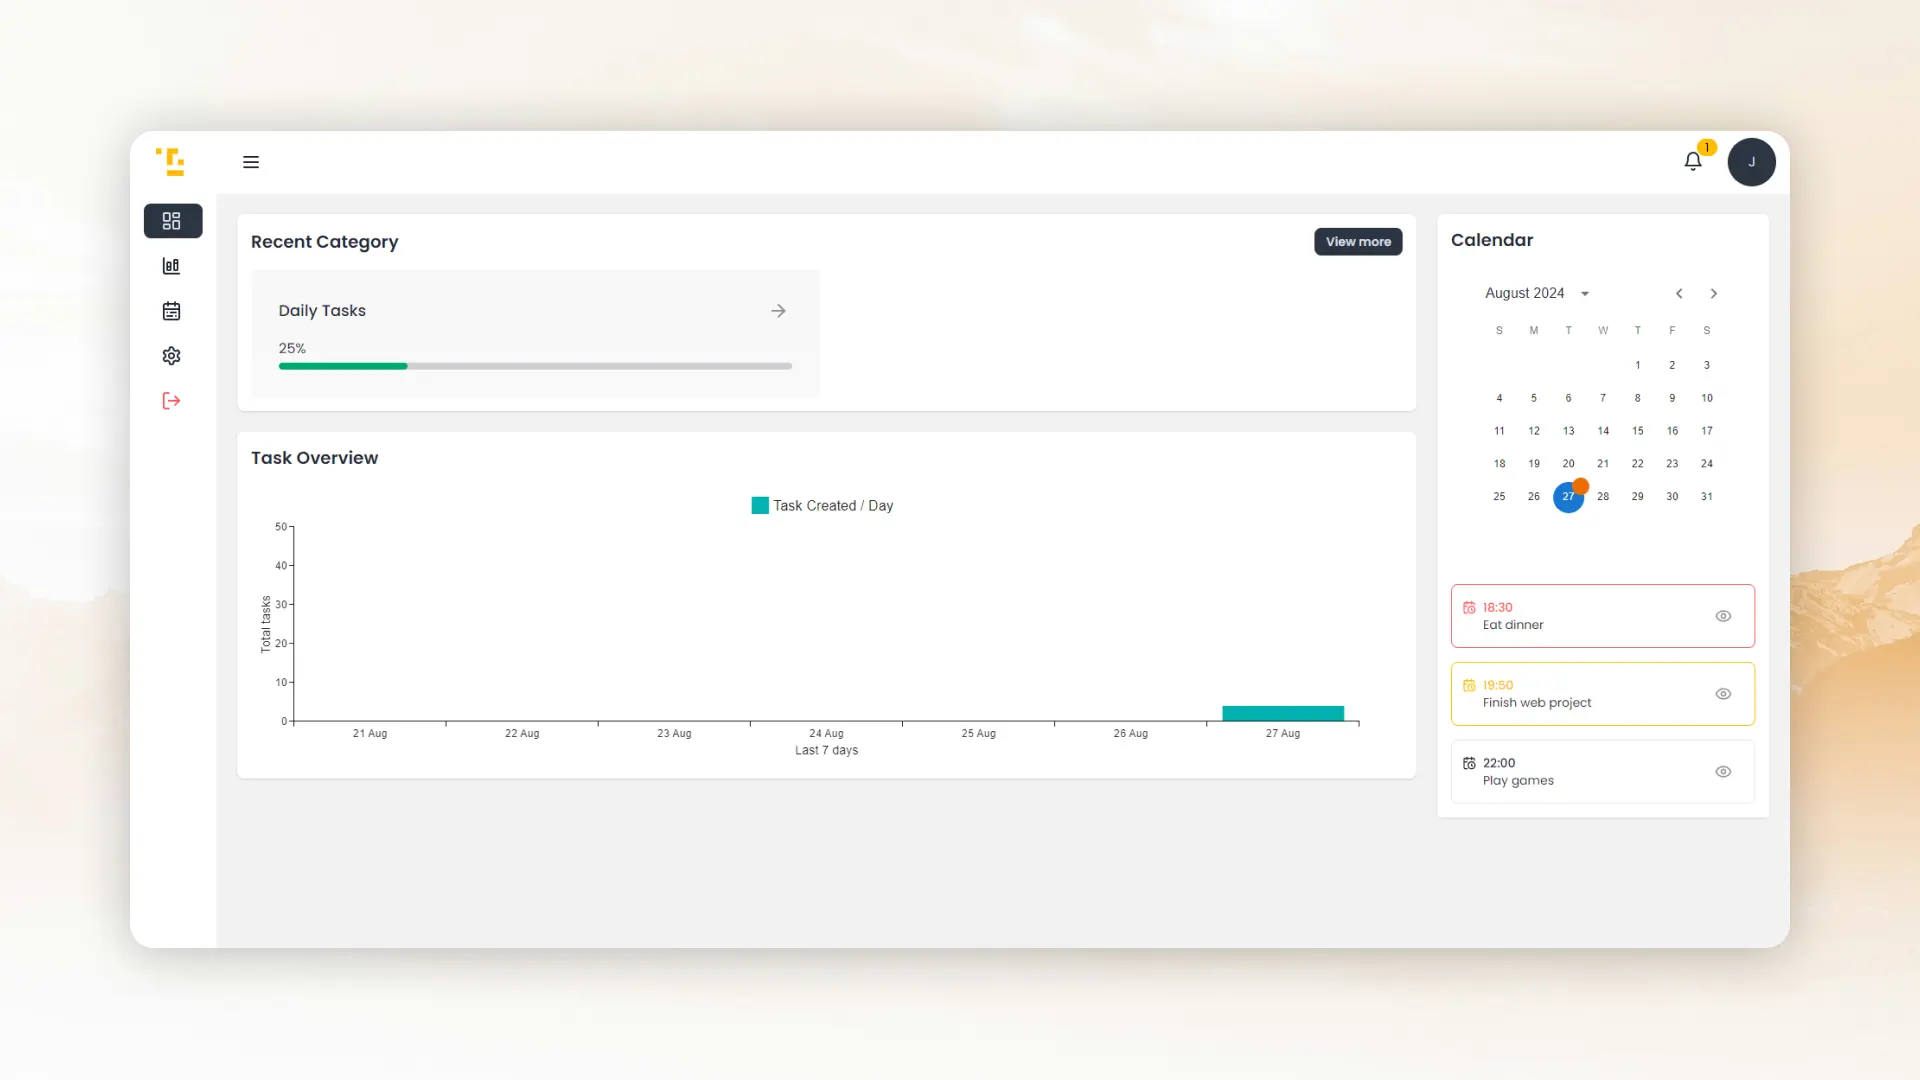 1
J
Recent Category
View more
Daily Tasks
25%
Task Overview
Task Created / Day
50
40
30
20
10
0
Total tasks
21 Aug 22 Aug 23 Aug 24 Aug 25 Aug 26 Aug 27 Aug
Last 7 days
Calendar
August 2024
S M T W T F S
1 2 3
4 5 6 7 8 9 10
11 12 13 14 15 16 17
18 19 20 21 22 23 24
25 26 27 28 29 30 31
18:30
Eat dinner
19:50
Finish web project
22:00
Play games